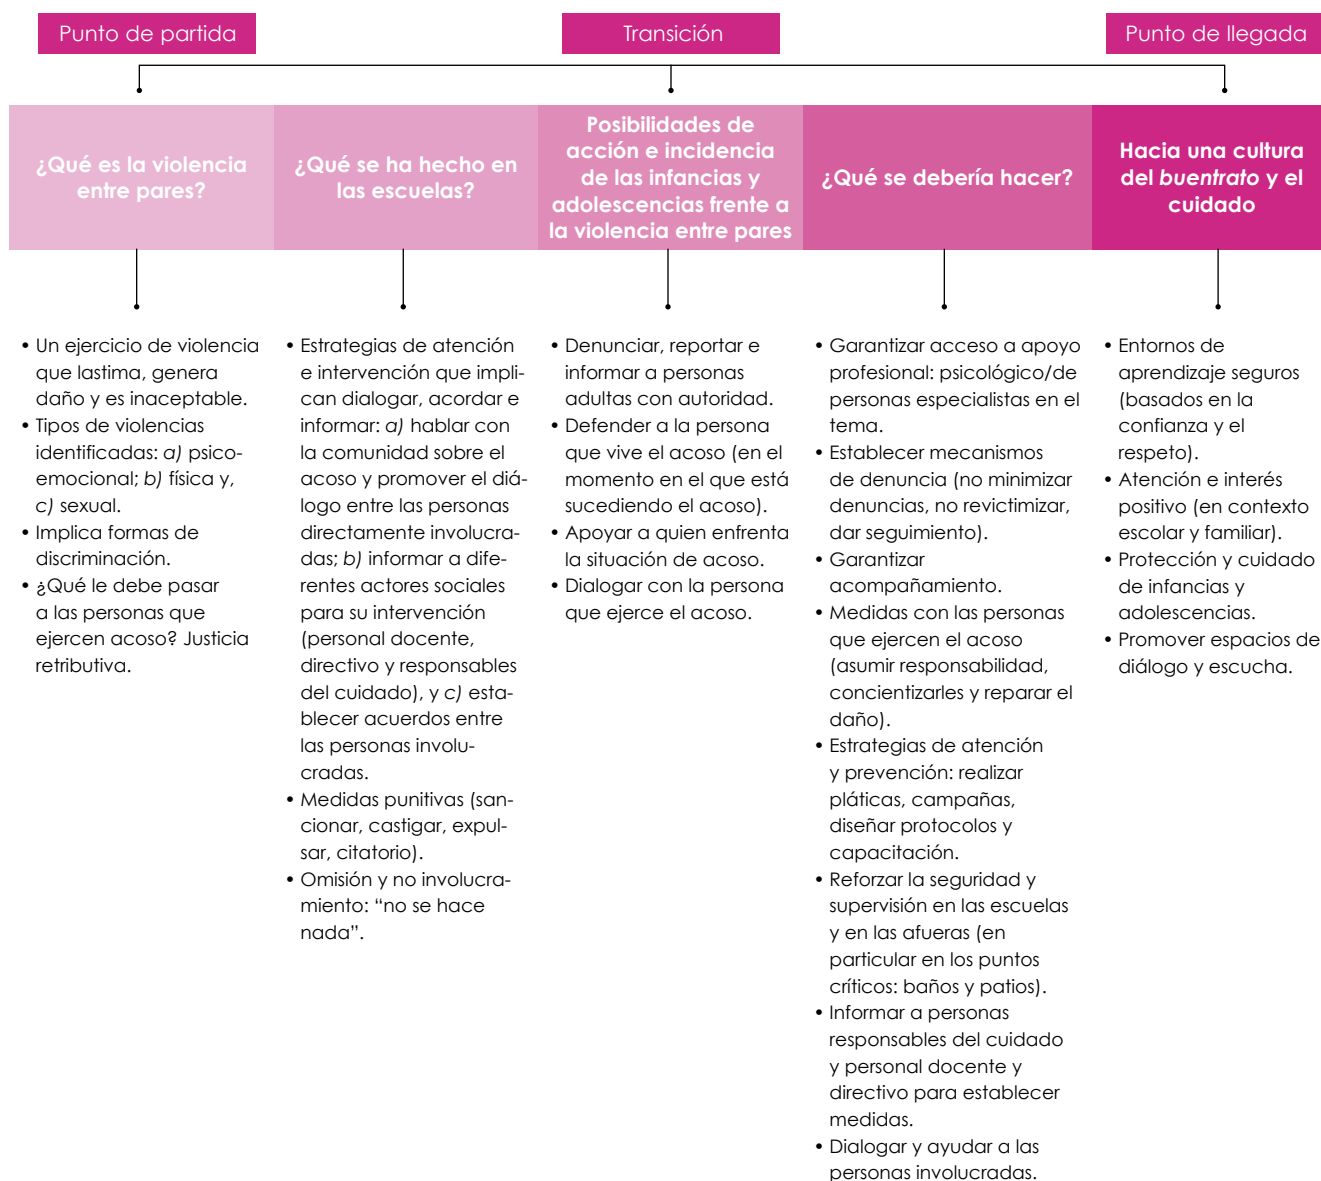 Punto de partida
Transición
Punto de llegada
¿Qué es la violencia
entre pares?
¿Qué se ha hecho en
las escuelas?
Posibilidades de
acción e incidencia
de las infancias y
adolescencias frente a
la violencia entre pares
¿Qué se debería hacer?
Hacia una cultura
del buentrato y el
cuidado
• Un ejercicio de violencia
que lastima, genera
daño y es inaceptable.
• Tipos de violencias
identificadas: a) psico-
emocional; b) física y,
c) sexual.
• Implica formas de
discriminación.
• ¿Qué le debe pasar
a las personas que
ejercen acoso? Justicia
retributiva.
• Estrategias de atención
e intervención que impli-
can dialogar, acordar e
informar: a) hablar con
la comunidad sobre el
acoso y promover el diá-
logo entre las personas
directamente involucra-
das; b) informar a dife-
rentes actores sociales
para su intervención
(personal docente,
directivo y responsables
del cuidado), y c) esta-
blecer acuerdos entre
las personas involu-
cradas.
• Medidas punitivas (san-
cionar, castigar, expul-
sar, citatorio).
• Omisión y no involucra-
miento: “no se hace
nada”.
• Denunciar, reportar e
informar a personas
adultas con autoridad.
• Defender a la persona
que vive el acoso (en el
momento en el que está
sucediendo el acoso).
• Apoyar a quien enfrenta
la situación de acoso.
• Dialogar con la persona
que ejerce el acoso.
• Garantizar acceso a apoyo
profesional: psicológico/de
personas especialistas en el
tema.
• Establecer mecanismos
de denuncia (no minimizar
denuncias, no revictimizar,
dar seguimiento).
• Garantizar
acompañamiento.
• Medidas con las personas
que ejercen el acoso
(asumir responsabilidad,
concientizarles y reparar el
daño).
• Estrategias de atención
y prevención: realizar
pláticas, campañas,
diseñar protocolos y
capacitación.
• Reforzar la seguridad y
supervisión en las escuelas
y en las afueras (en
particular en los puntos
críticos: baños y patios).
• Informar a personas
responsables del cuidado
y personal docente y
directivo para establecer
medidas.
• Dialogar y ayudar a las
personas involucradas.
• Entornos de
aprendizaje seguros
(basados en la
confianza y el
respeto).
• Atención e interés
positivo (en contexto
escolar y familiar).
• Protección y cuidado
de infancias y
adolescencias.
• Promover espacios de
diálogo y escucha.